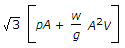 √3 [ pA + w/g A²V ]